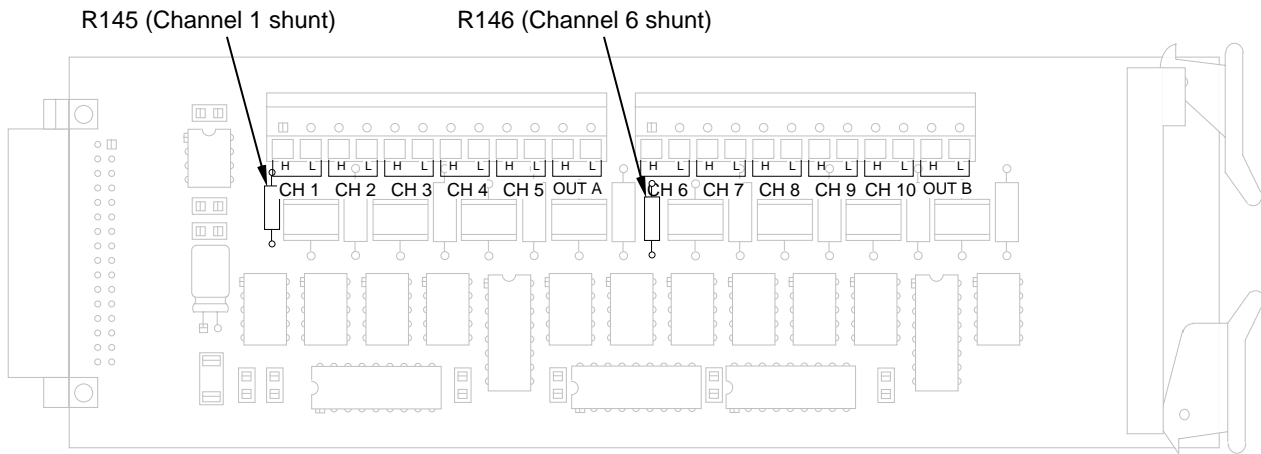 R145 (Channel 1 shunt) R146 (Channel 6 shunt)
H L H L H L H L H L H L H L H L H L H L H L H L
CH 1 CH 2 CH 3 CH 4 CH 5 OUT A CH 6 CH 7 CH 8 CH 9 CH 10 OUT B